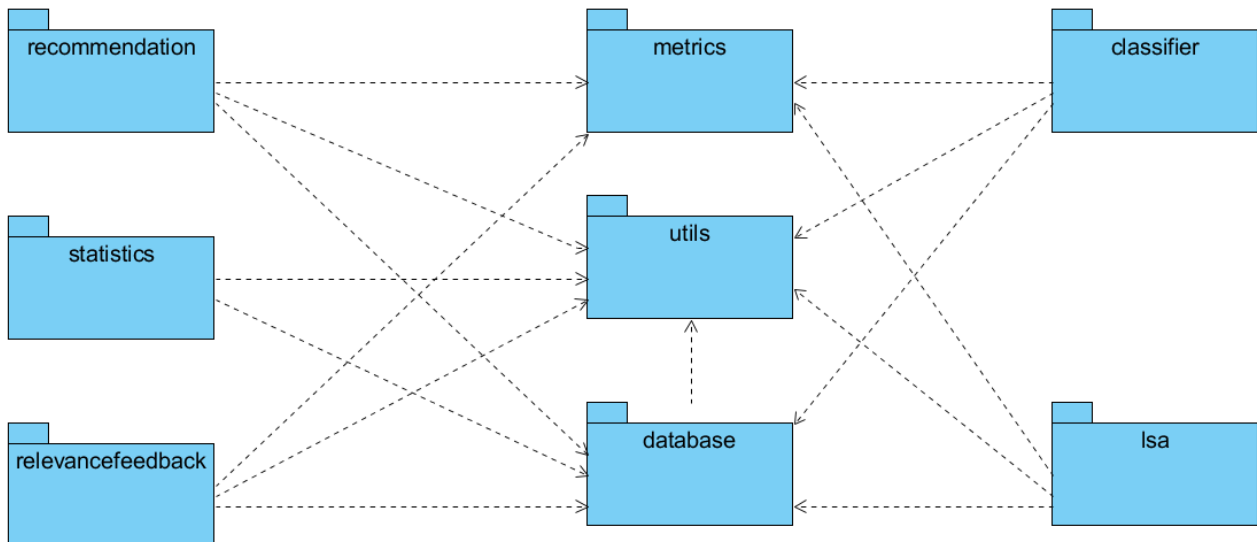 recommendation
metrics
classifier
statistics
utils
relevancefeedback
database
lsa